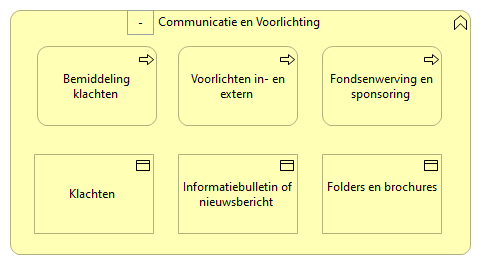 - Communicatie en Voorlichting
Bemiddeling
klachten
Voorlichten in- en
extern
Fondsenwerving en
sponsoring
Klachten
Informatiebulletin of
nieuwsbericht
Folders en brochures